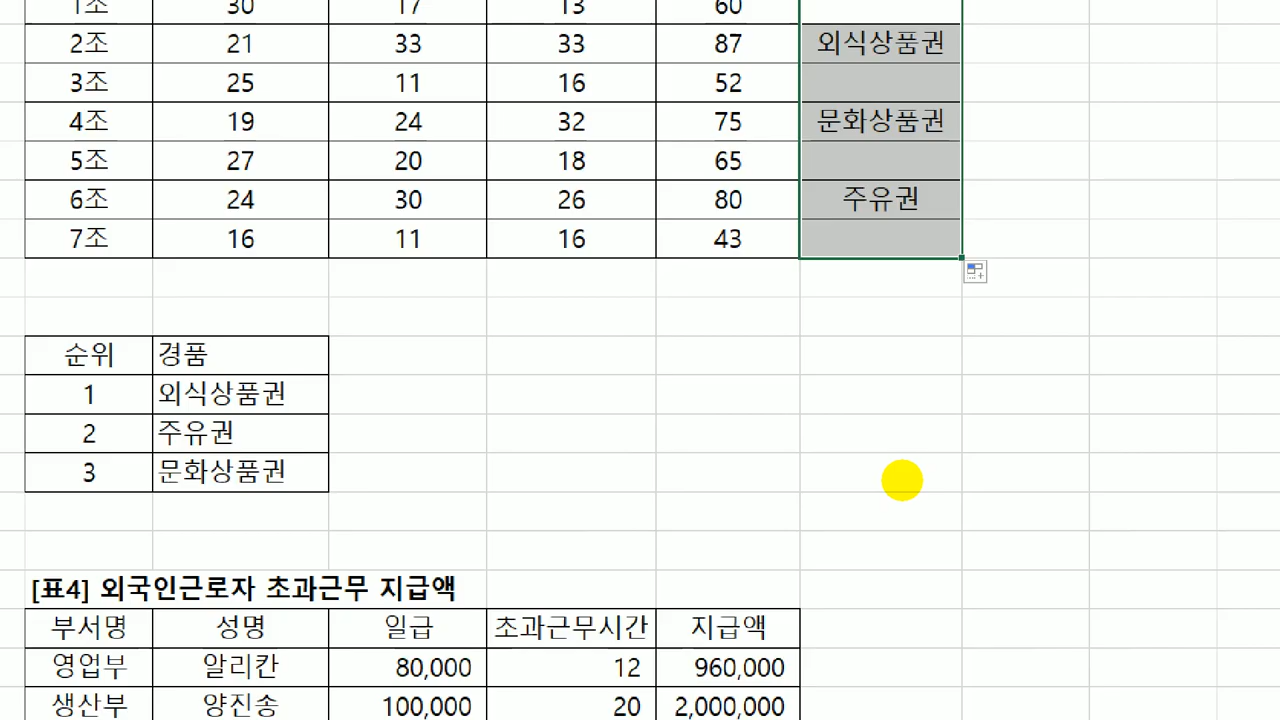 1조 30 17 13 60
2조 21 33 33 87 외식상품권
3조 25 11 16 52
4조 19 24 32 75 문화상품권
5조 27 20 18 65
6조 24 30 26 80 주유권
7조 16 11 16 43
순위 경품
1 외식상품권
2 주유권
3 문화상품권
[표4] 외국인근로자 초과근무 지급액
부서명 성명 일급 초과근무시간 지급액
영업부 알리칸 80,000 12 960,000
생산부 양진송 100,000 20 2,000,000